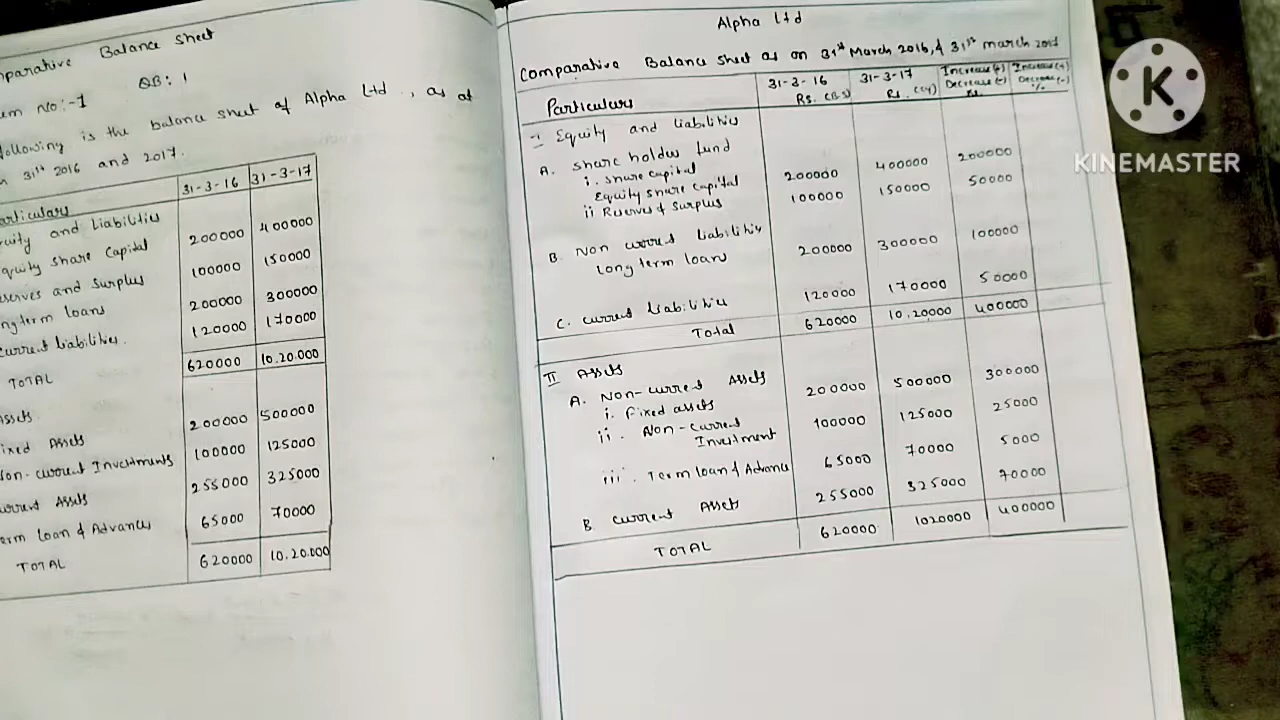 Comparative Balance Sheet
QB: 1
No:-1
following is the balance sheet of Alpha Ltd., as at
31st 2016 and 2017.
Particulars 31-3-16 31-3-17
Equity and Liabilities
Equity Share Capital 200000 400000
Reserves and Surplus 100000 150000
Long term loans 200000 300000
Current liabilities. 120000 170000
TOTAL 620000 10.20.000
Assets.
Fixed Assets 200000 500000
Non-current Investments 100000 125000
Current Assets 255000 325000
Term loan & Advances 65000 70000
TOTAL 620000 10.20.000
Alpha Ltd
Comparative Balance sheet as on 31st March 2016, & 31st march 2017
Particulars 31-3-16 Rs. 31-3-17 Rs. Increase(+) Decrease(-) Rs. Increase(+) Decrease(-) %
I Equity and liabilities
A. Share holder fund
i. Share capital
Equity share capital 200000 400000 200000
ii Reserves & Surplus 100000 150000 50000
B. Non current liabilities
Long term loans 200000 300000 100000
C. current Liabilities 120000 170000 50000
Total 620000 10,20000 400000
II Assets
A. Non-current Assets
i. Fixed assets 200000 500000 300000
ii. Non-current Investment 100000 125000 25000
iii. Term loan & Advance 65000 70000 5000
B current Assets 255000 325000 70000
TOTAL 620000 1020000 400000
K
KINEMASTER